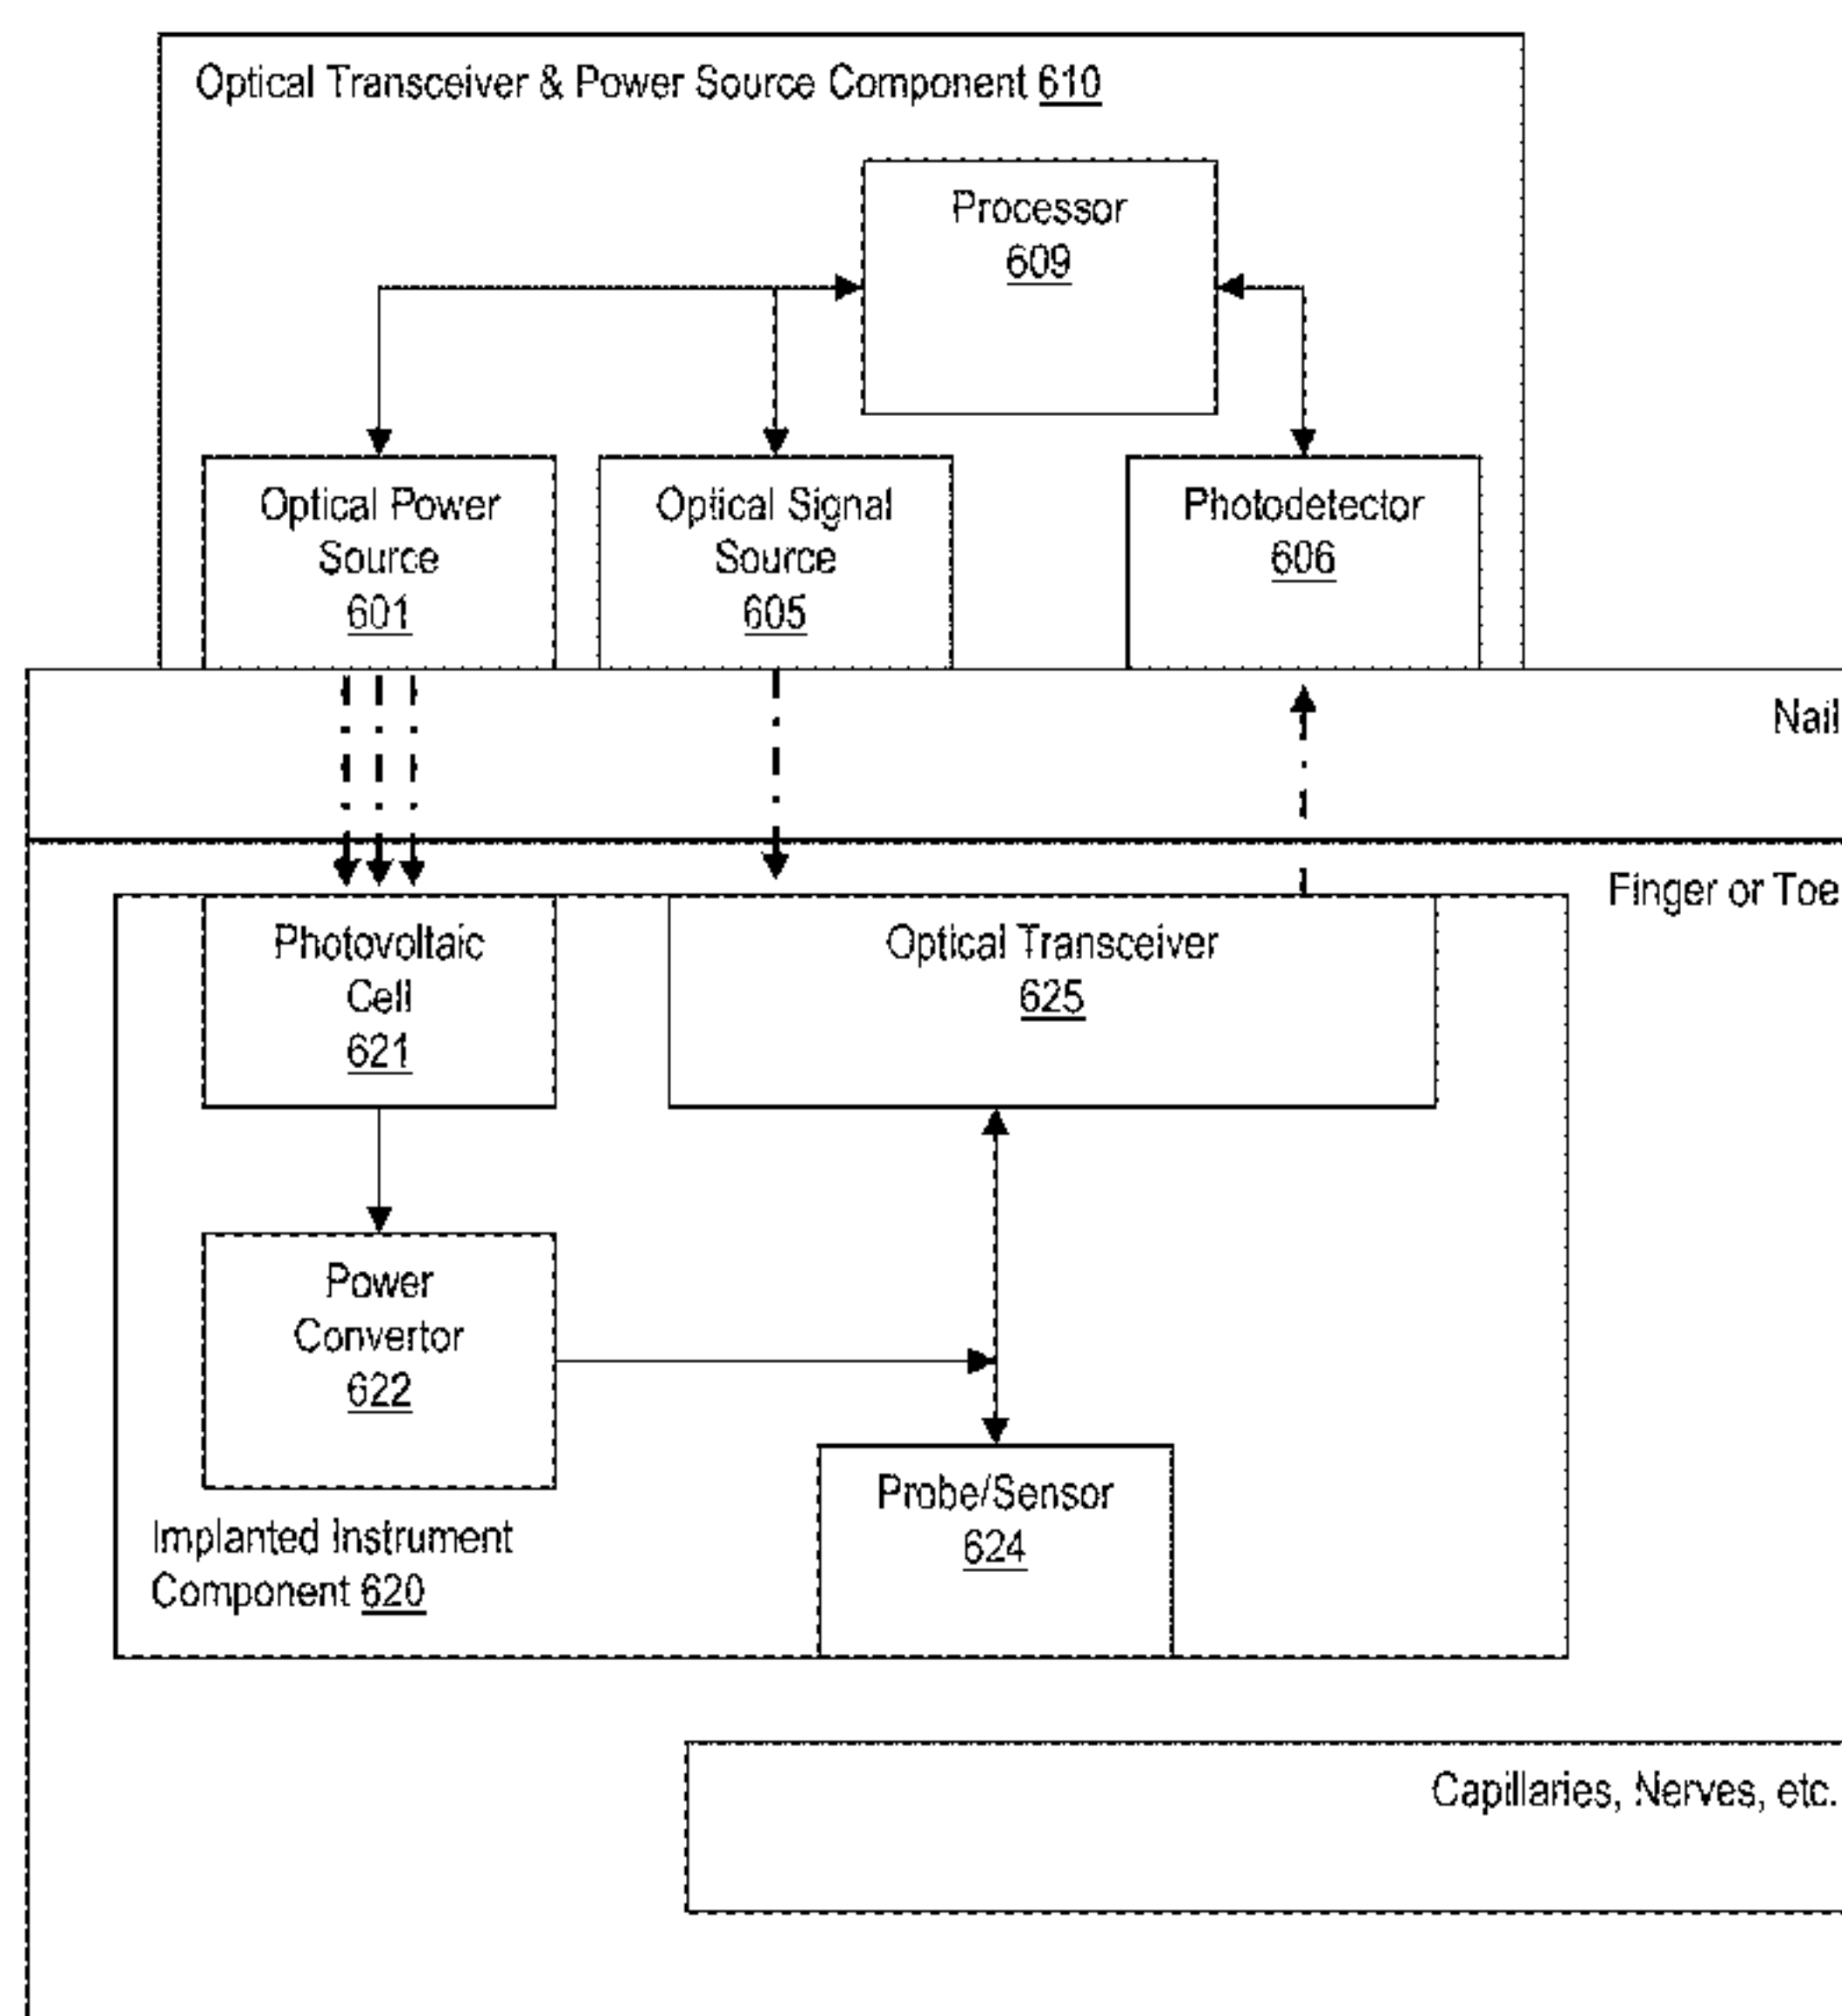 Optical Transceiver & Power Source Component 610
Processor
609
Optical Power
Source
601
Optical Signal
Source
605
Photodetector
606
Nail
Finger or Toe
Photovoltaic
Cell
621
Optical Transceiver
625
Power
Convertor
622
Probe/Sensor
624
Implanted Instrument
Component 620
Capillaries, Nerves, etc.